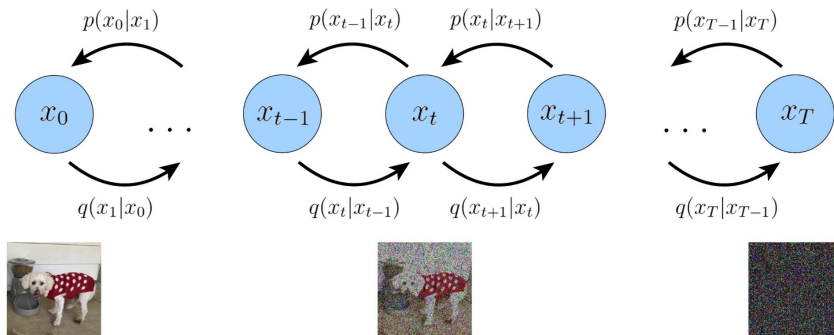 p(x_0|x_1) p(x_{t-1}|x_t) p(x_t|x_{t+1}) p(x_{T-1}|x_T)
x_0 ... x_{t-1} x_t x_{t+1} ... x_T
q(x_1|x_0) q(x_t|x_{t-1}) q(x_{t+1}|x_t) q(x_T|x_{T-1})